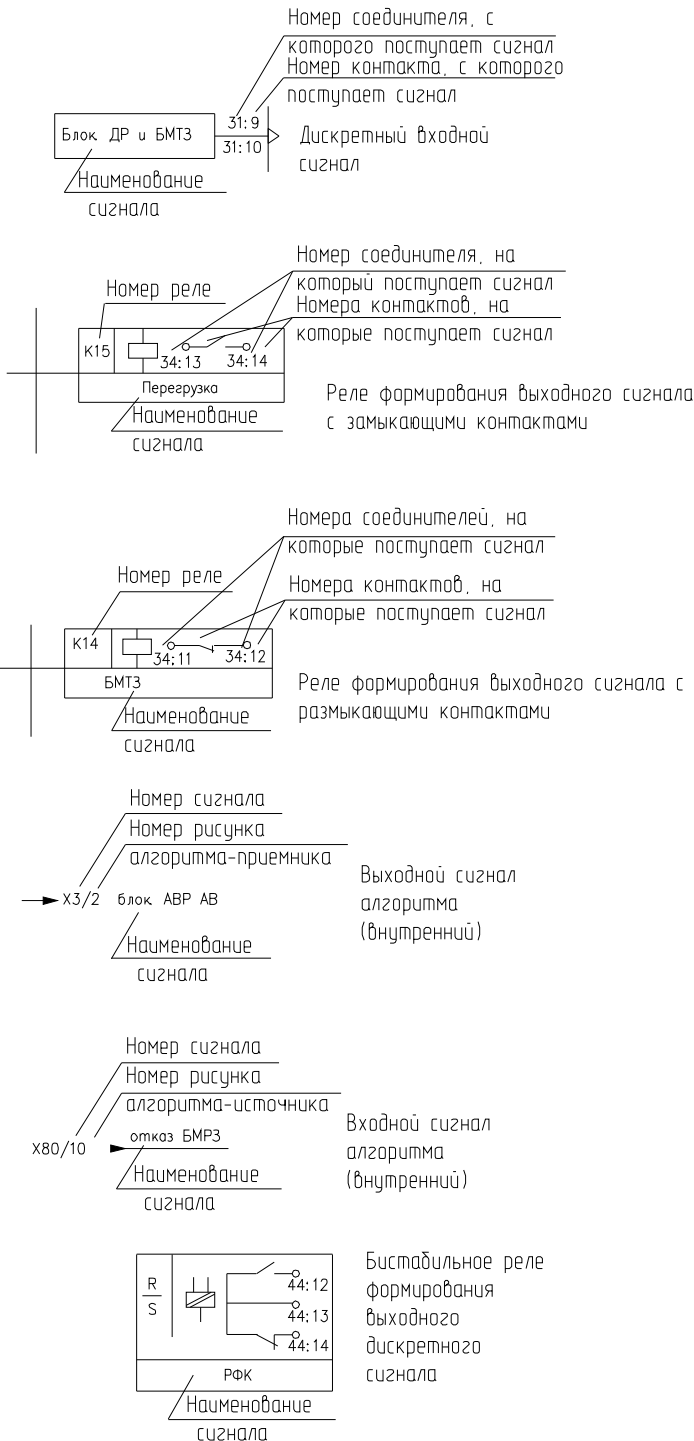 Номер соединителя, с
которого поступает сигнал
Номер контакта, с которого
поступает сигнал
31:9
Блок ДР и БМТЗ
31:10
Дискретный входной
сигнал
Наименование
сигнала
Номер соединителя, на
который поступает сигнал
Номер реле
Номера контактов, на
которые поступает сигнал
К15
34:13
34:14
Перегрузка
Реле формирования выходного сигнала
с замыкающими контактами
Наименование
сигнала
Номера соединителей, на
которые поступает сигнал
Номер реле
Номера контактов, на
которые поступает сигнал
К14
34:11
34:12
БМТЗ
Реле формирования выходного сигнала с
размыкающими контактами
Наименование
сигнала
Номер сигнала
Номер рисунка
алгоритма-приемника
Х3/2 блок АВР АВ
Выходной сигнал
алгоритма
(внутренний)
Наименование
сигнала
Номер сигнала
Номер рисунка
алгоритма-источника
Х80/10
отказ БМРЗ
Входной сигнал
алгоритма
(внутренний)
Наименование
сигнала
R
S
44:12
44:13
44:14
РФК
Бистабильное реле
формирования
выходного
дискретного
сигнала
Наименование
сигнала